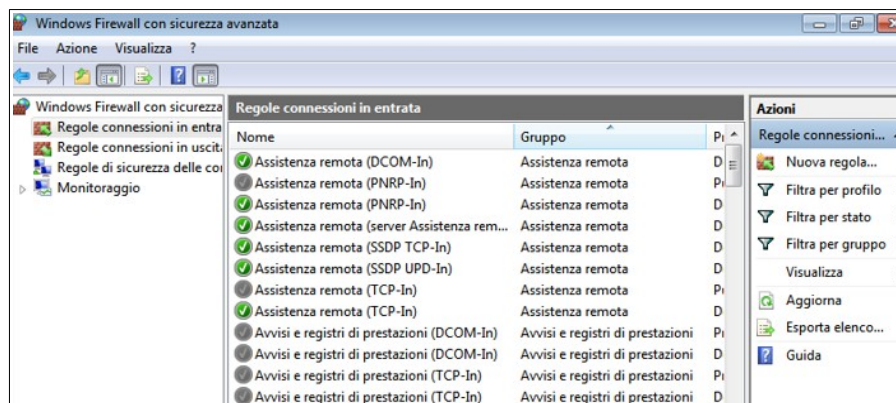 Windows Firewall con sicurezza avanzata
File Azione Visualizza ?
Windows Firewall con sicurezza
Regole connessioni in entra
Regole connessioni in uscit
Regole di sicurezza delle co
Monitoraggio
Regole connessioni in entrata
Nome Gruppo
Assistenza remota (DCOM-In) Assistenza remota D
Assistenza remota (PNRP-In) Assistenza remota
Assistenza remota (PNRP-In) Assistenza remota D
Assistenza remota (server Assistenza rem... Assistenza remota D
Assistenza remota (SSDP TCP-In) Assistenza remota D
Assistenza remota (SSDP UPD-In) Assistenza remota D
Assistenza remota (TCP-In) Assistenza remota
Assistenza remota (TCP-In) Assistenza remota D
Avvisi e registri di prestazioni (DCOM-In) Avvisi e registri di prestazioni
Avvisi e registri di prestazioni (DCOM-In) Avvisi e registri di prestazioni D
Avvisi e registri di prestazioni (TCP-In) Avvisi e registri di prestazioni
Avvisi e registri di prestazioni (TCP-In) Avvisi e registri di prestazioni D
Azioni
Regole connessioni...
Nuova regola...
Filtra per profilo
Filtra per stato
Filtra per gruppo
Visualizza
Aggiorna
Esporta elenco...
Guida